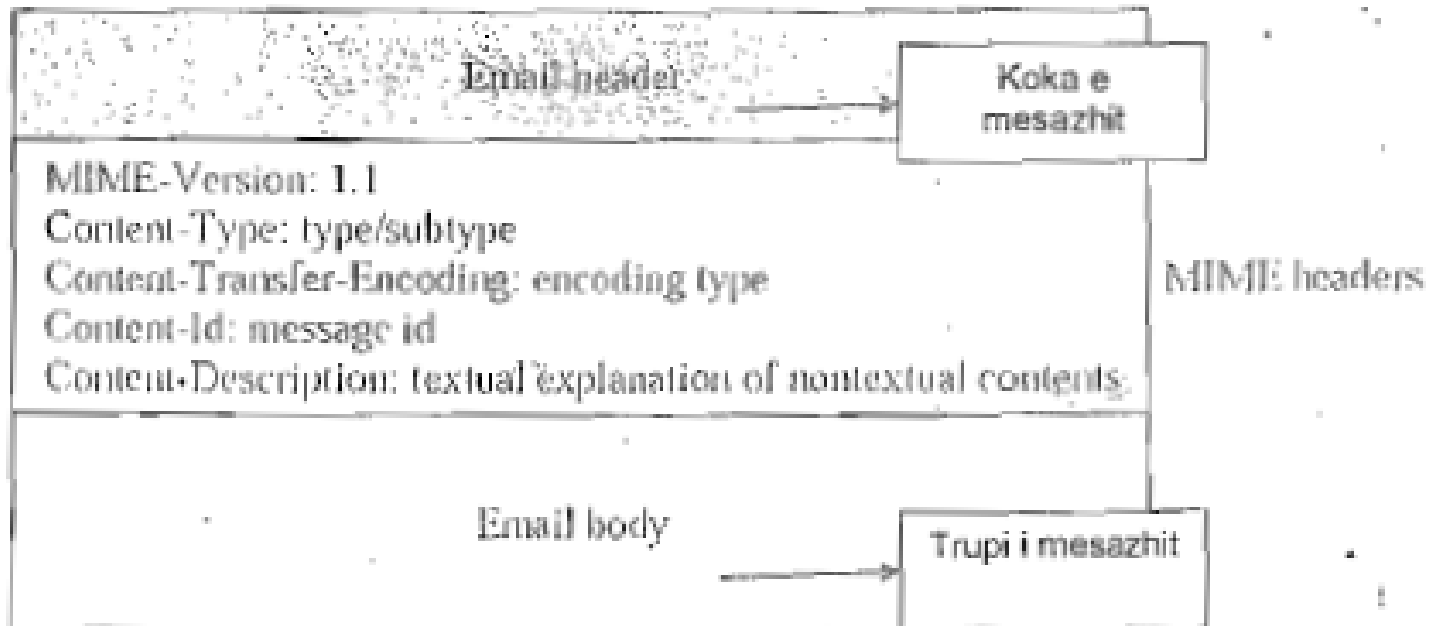 Email header
Koka e
mesazhit
MIME-Version: 1.1
Content-Type: type/subtype
Content-Transfer-Encoding: encoding type
Content-Id: message id
Content-Description: textual explanation of nontextual contents.
MIME headers
Email body
Trupi i mesazhit